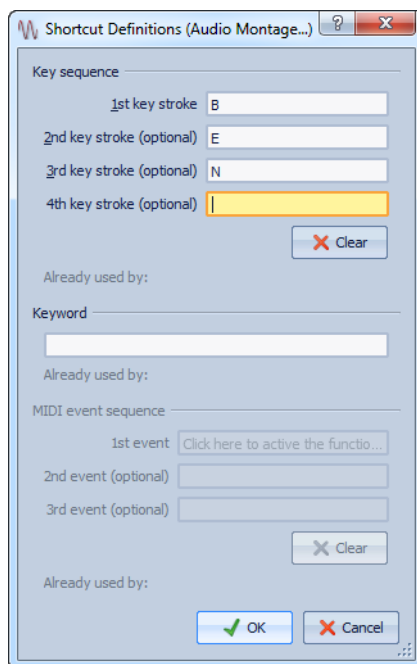 Shortcut Definitions (Audio Montage...)
?
Key sequence
1st key stroke B
2nd key stroke (optional) E
3rd key stroke (optional) N
4th key stroke (optional)
Clear
Already used by:
Keyword
Already used by:
MIDI event sequence
1st event Click here to active the functio...
2nd event (optional)
3rd event (optional)
Clear
Already used by:
OK Cancel